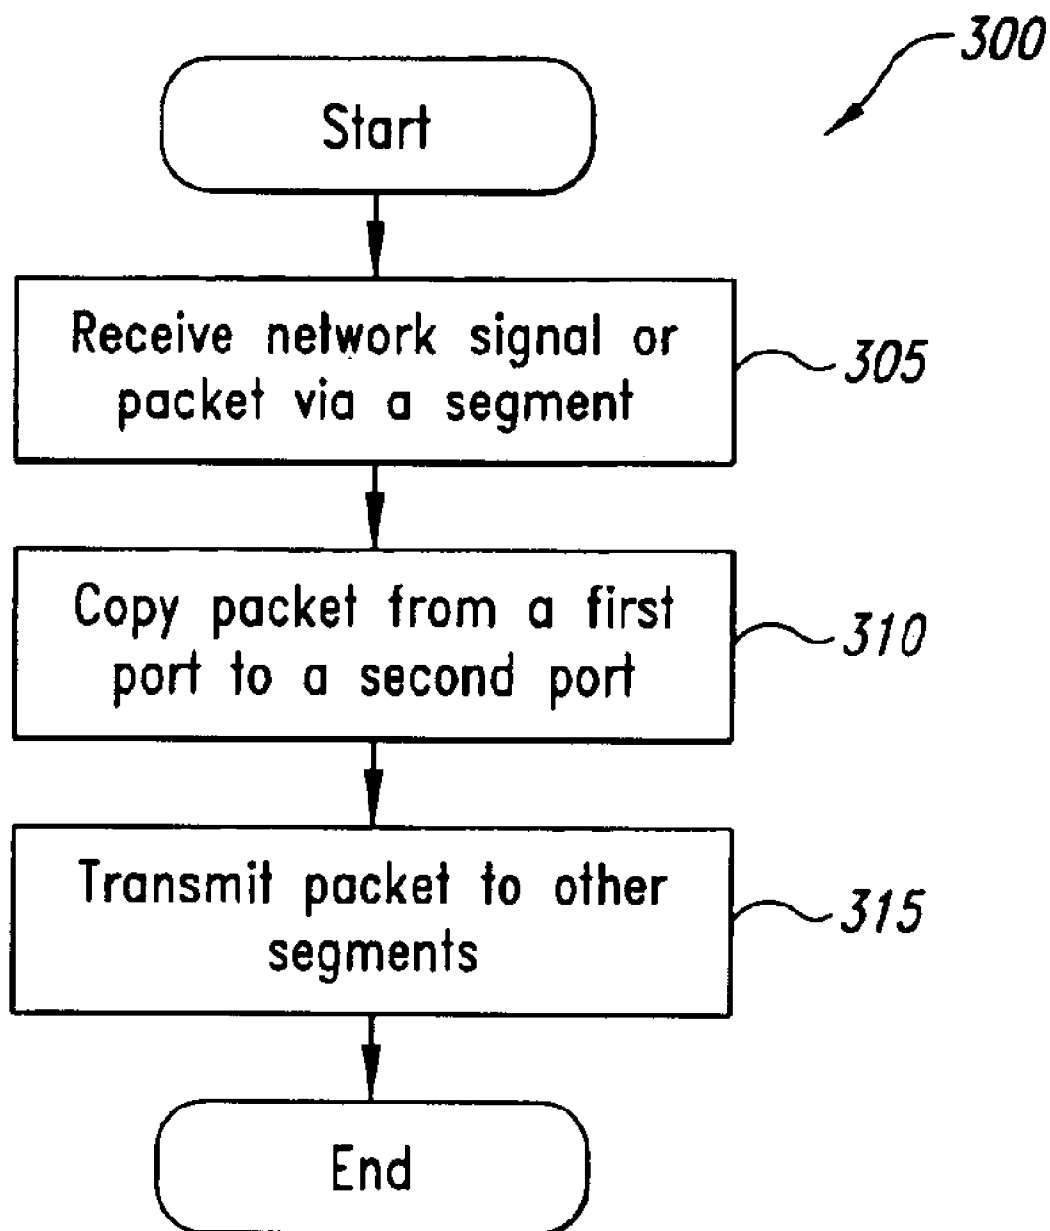 300
Start
Receive network signal or
packet via a segment
305
Copy packet from a first
port to a second port
310
Transmit packet to other
segments
315
End